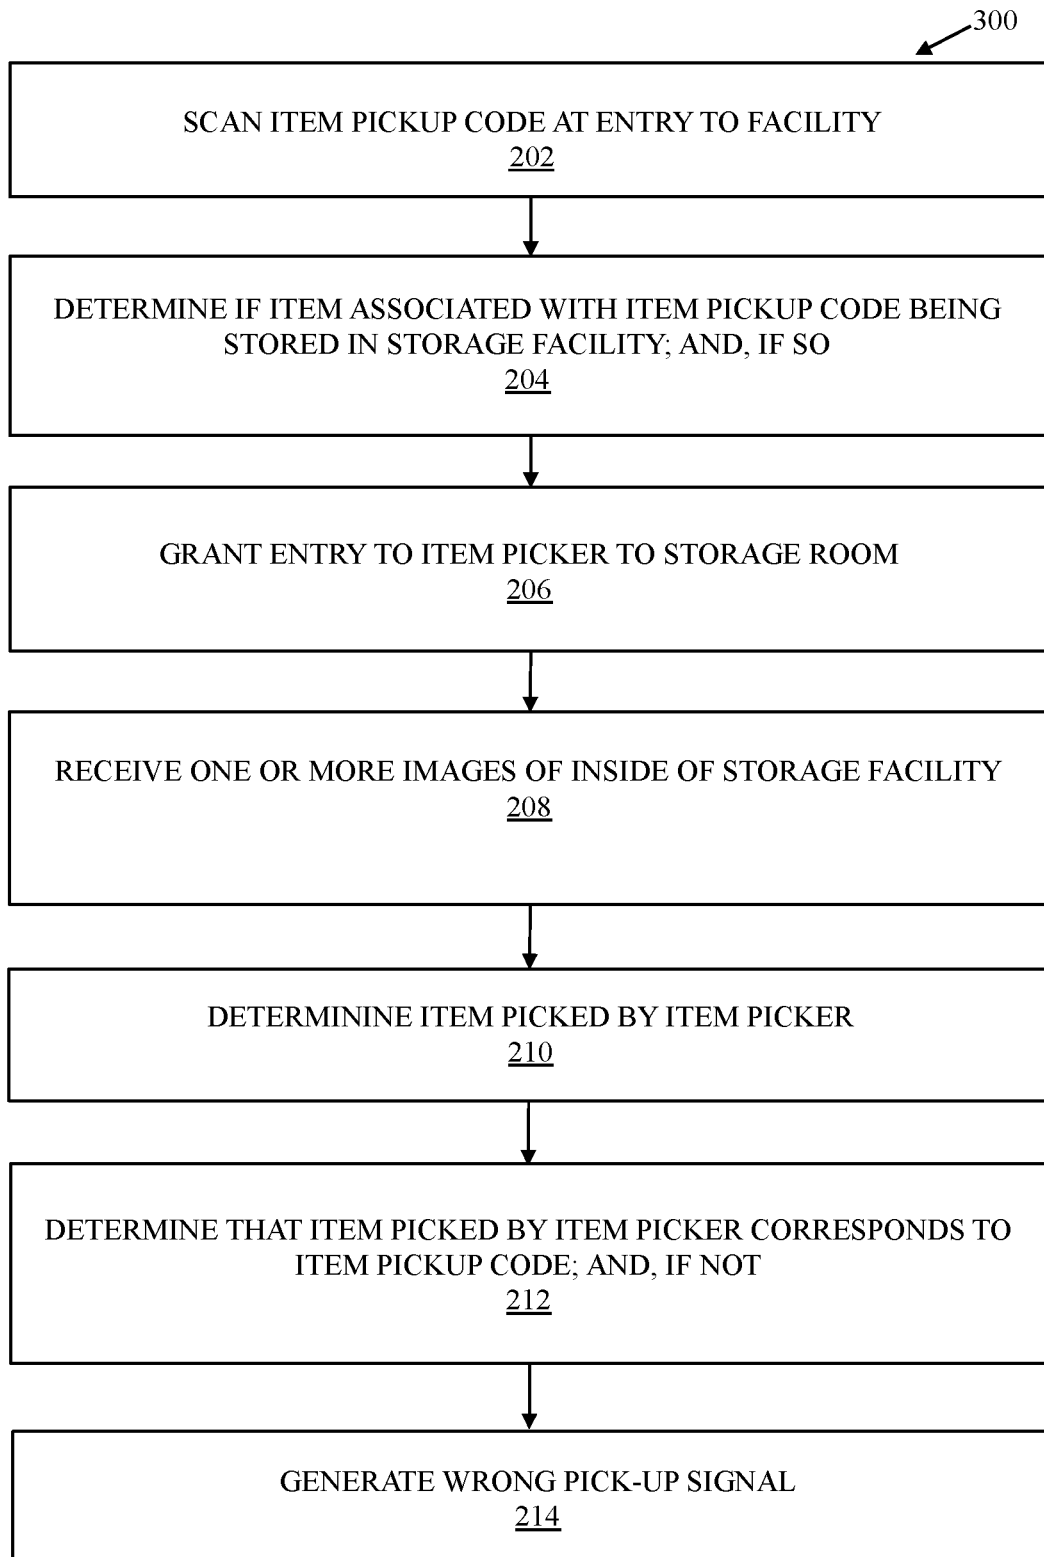 300
SCAN ITEM PICKUP CODE AT ENTRY TO FACILITY
202
DETERMINE IF ITEM ASSOCIATED WITH ITEM PICKUP CODE BEING
STORED IN STORAGE FACILITY; AND, IF SO
204
GRANT ENTRY TO ITEM PICKER TO STORAGE ROOM
206
RECEIVE ONE OR MORE IMAGES OF INSIDE OF STORAGE FACILITY
208
DETERMININE ITEM PICKED BY ITEM PICKER
210
DETERMINE THAT ITEM PICKED BY ITEM PICKER CORRESPONDS TO
ITEM PICKUP CODE; AND, IF NOT
212
GENERATE WRONG PICK-UP SIGNAL
214